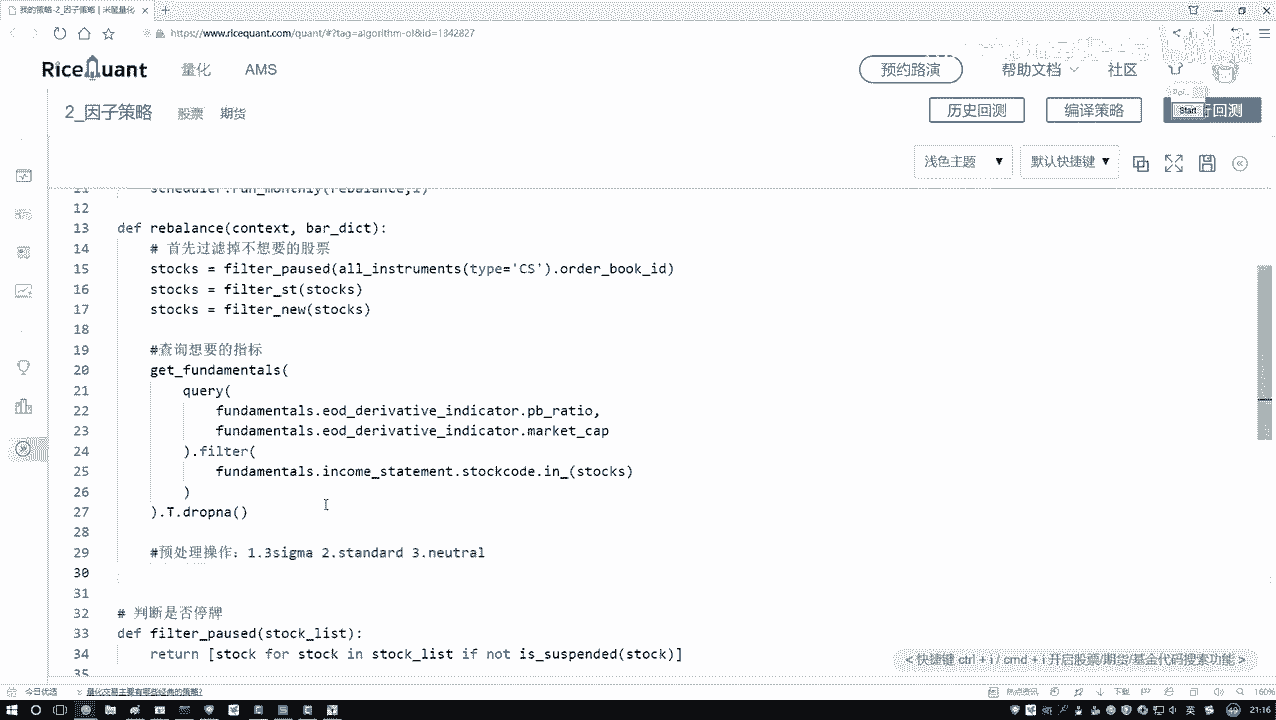 我的策略-2_因子策略 | 米筐量化
https://www.ricequant.com/quant/#?tag=algorithm-ol&id=1842827
RiceQuant 量化 AMS 预约路演 帮助文档 社区
2_因子策略 股票 期货 历史回测 编译策略 Start 回测
浅色主题 默认快捷键
11 scheduler.run_monthly(rebalance,1)
12
13 def rebalance(context, bar_dict):
14 # 首先过滤掉不想要的股票
15 stocks = filter_paused(all_instruments(type='CS').order_book_id)
16 stocks = filter_st(stocks)
17 stocks = filter_new(stocks)
18
19 #查询想要的指标
20 get_fundamentals(
21 query(
22 fundamentals.eod_derivative_indicator.pb_ratio,
23 fundamentals.eod_derivative_indicator.market_cap
24 ).filter(
25 fundamentals.income_statement.stockcode.in_(stocks)
26 )
27 ).T.dropna()
28
29 #预处理操作: 1.3sigma 2.standard 3.neutral
30
31
32 # 判断是否停牌
33 def filter_paused(stock_list):
34 return [stock for stock in stock_list if not is_suspended(stock)]
35
< 快捷键 ctrl + i / cmd + i 开启股票/期货/基金代码搜索功能 >
今日优选 量化交易主要有哪些经典的策略? 热点资讯 下载 160%
英 21:16